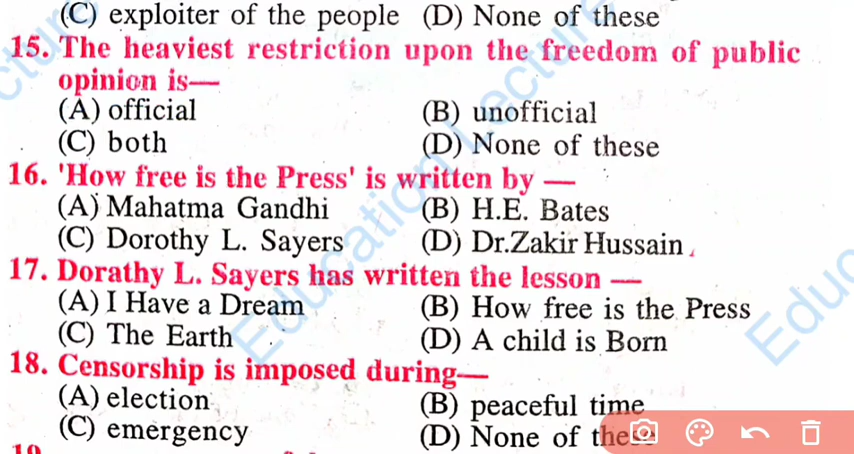 (C) exploiter of the people (D) None of these
15. The heaviest restriction upon the freedom of public
opinion is—
(A) official (B) unofficial
(C) both (D) None of these
16. 'How free is the Press' is written by —
(A) Mahatma Gandhi (B) H.E. Bates
(C) Dorothy L. Sayers (D) Dr.Zakir Hussain
17. Dorathy L. Sayers has written the lesson —
(A) I Have a Dream (B) How free is the Press
(C) The Earth (D) A child is Born
18. Censorship is imposed during—
(A) election (B) peaceful time
(C) emergency (D) None of these
Education Lecture